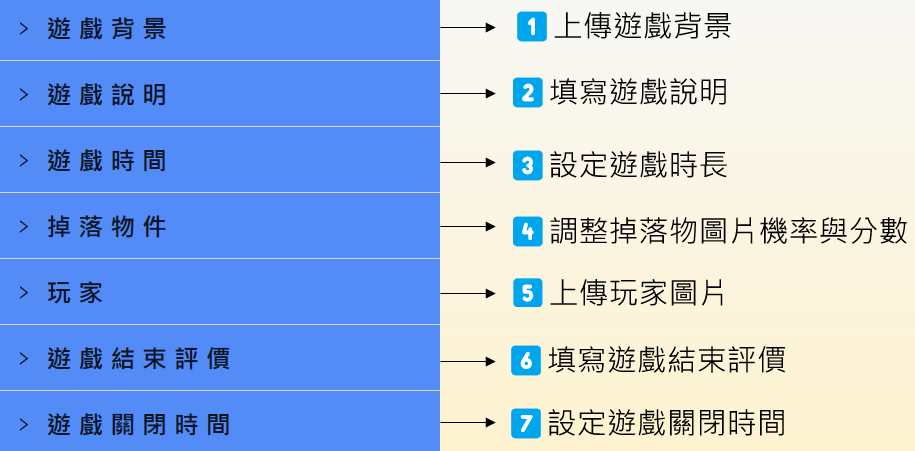 > 遊戲背景 1 上傳遊戲背景
> 遊戲說明 2 填寫遊戲說明
> 遊戲時間 3 設定遊戲時長
> 掉落物件 4 調整掉落物圖片機率與分數
> 玩家 5 上傳玩家圖片
> 遊戲結束評價 6 填寫遊戲結束評價
> 遊戲關閉時間 7 設定遊戲關閉時間